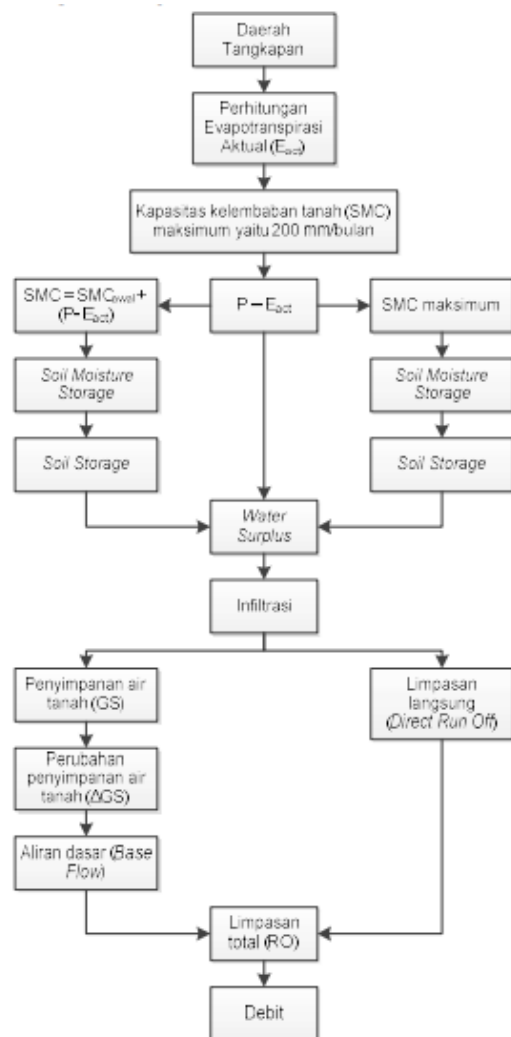 Daerah
Tangkapan
Perhitungan
Evapotranspirasi
Aktual (Eact)
Kapasitas kelembaban tanah (SMC)
maksimum yaitu 200 mm/bulan
SMC = SMCawal +
(P- Eact)
P – Eact
SMC maksimum
Soil Moisture
Storage
Soil Moisture
Storage
Soil Storage
Soil Storage
Water
Surplus
Infiltrasi
Penyimpanan air
tanah (GS)
Limpasan
langsung
(Direct Run Off)
Perubahan
penyimpanan air
tanah (ΔGS)
Aliran dasar (Base
Flow)
Limpasan
total (RO)
Debit